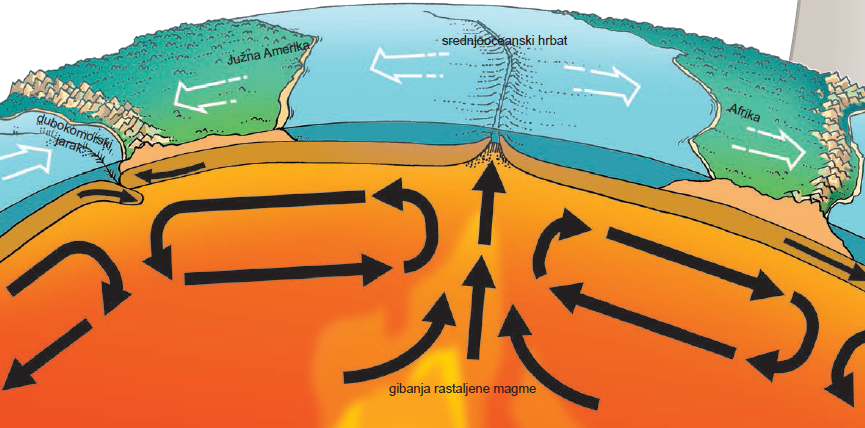 srednjooceanski hrbat
Južna Amerika
Afrika
dubokomorski
jarak
gibanja rastaljene magme